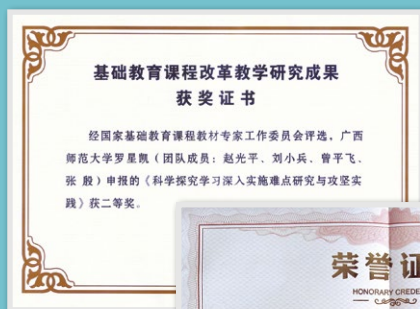 基础教育课程改革教学研究成果
获奖证书
经国家基础教育课程教材专家工作委员会评选，广西
师范大学罗星凯（团队成员：赵光平、刘小兵、曾平飞、
张 殷）申报的《科学探究学习深入实施难点研究与攻坚实
践》获二等奖。
荣誉证
HONORARY CREDE